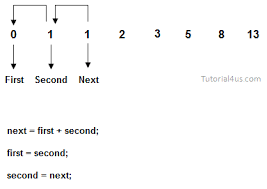 0 1 1 2 3 5 8 13
First Second Next
Tutorial4us.com
next = first + second;
first = second;
second = next;